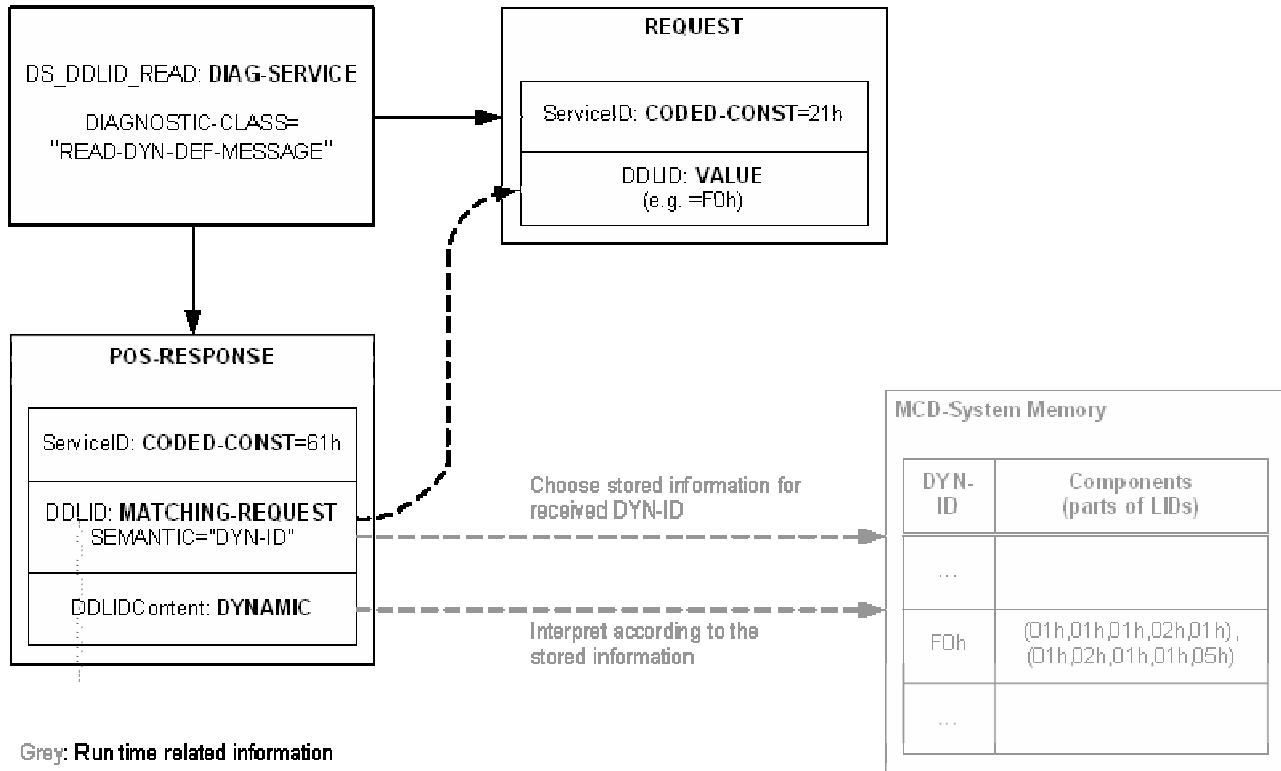 DS_DDLID_READ: DIAG-SERVICE
DIAGNOSTIC-CLASS=
"READ-DYN-DEF-MESSAGE"
REQUEST
ServiceID: CODED-CONST=21h
DDLID: VALUE
(e.g. =F0h)
POS-RESPONSE
ServiceID: CODED-CONST=61h
DDLID: MATCHING-REQUEST
SEMANTIC="DYN-ID"
DDLIDContent: DYNAMIC
Choose stored information for
received DYN-ID
Interpret according to the
stored information
MCD-System Memory
DYN-
ID
Components
(parts of LIDs)
...
F0h
(01h,01h,01h,02h,01h),
(01h,02h,01h,01h,05h)
...
Grey: Run time related information